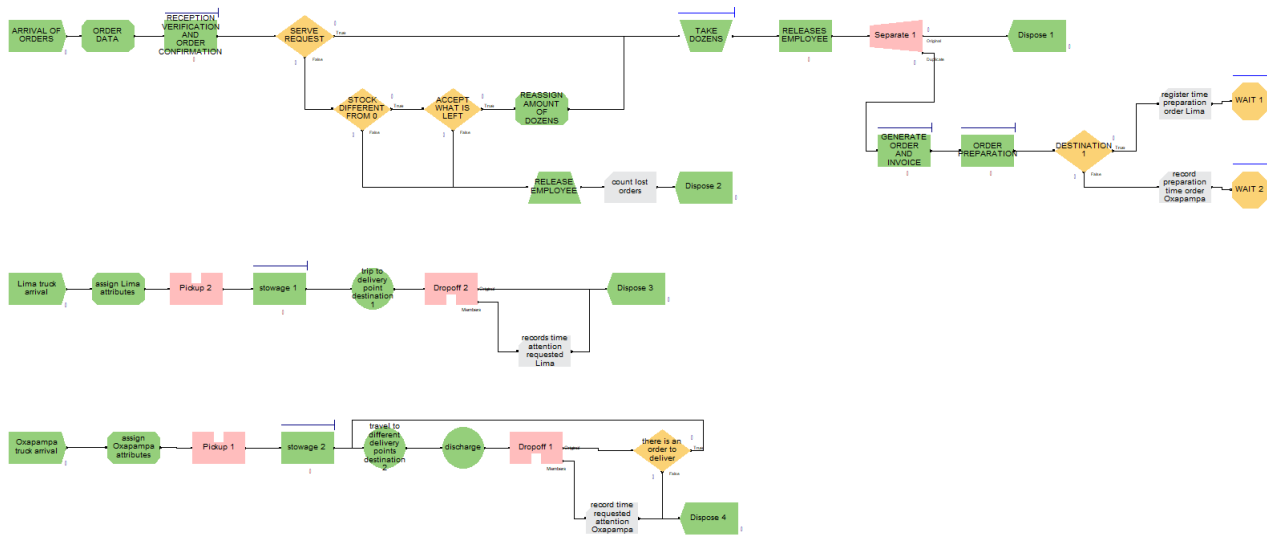 ARRIVAL OF
ORDERS
ORDER
DATA
RECEPTION
VERIFICATION
AND
ORDER
CONFIRMATION
SERVE
REQUEST
True
False
TAKE
DOZENS
RELEASES
EMPLOYEE
Separate 1
Original
Duplicate
Dispose 1
STOCK
DIFFERENT
FROM 0
True
False
ACCEPT
WHAT IS
LEFT
True
False
REASSIGN
AMOUNT
OF
DOZENS
register time
preparation
order Lima
WAIT 1
GENERATE
ORDER
AND
INVOICE
ORDER
PREPARATION
DESTINATION
1
True
False
RELEASE
EMPLOYEE
count lost
orders
Dispose 2
record
preparation
time order
Oxapampa
WAIT 2
Lima truck
arrival
assign Lima
attributes
Pickup 2
stowage 1
trip to
delivery
point
destination
1
Dropoff 2
Original
Members
Dispose 3
records time
attention
requested
Lima
Oxapampa
truck arrival
assign
Oxapampa
attributes
Pickup 1
stowage 2
travel to
different
delivery
points
destination
2
discharge
Dropoff 1
Original
Members
there is an
order to
deliver
True
False
record time
requested
attention
Oxapampa
Dispose 4